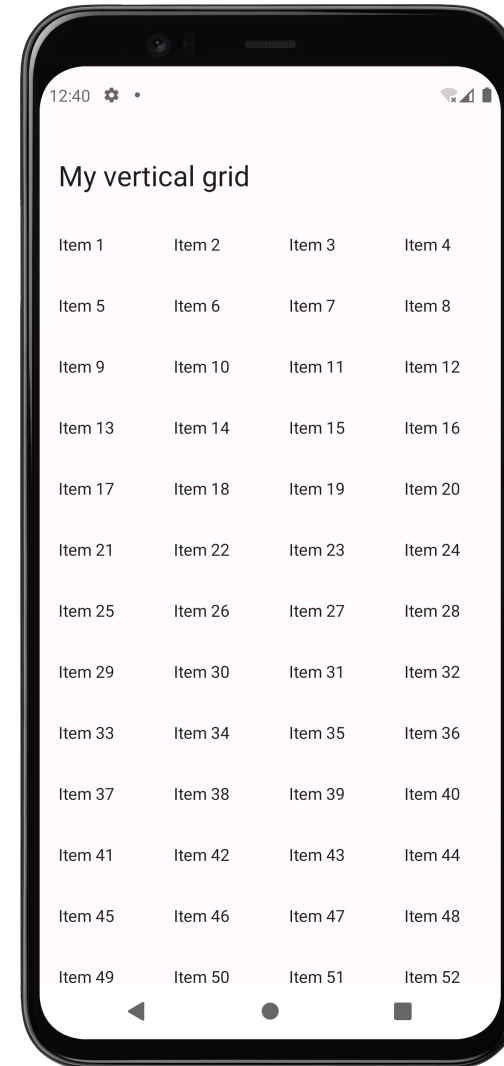 12:40
My vertical grid
Item 1 Item 2 Item 3 Item 4
Item 5 Item 6 Item 7 Item 8
Item 9 Item 10 Item 11 Item 12
Item 13 Item 14 Item 15 Item 16
Item 17 Item 18 Item 19 Item 20
Item 21 Item 22 Item 23 Item 24
Item 25 Item 26 Item 27 Item 28
Item 29 Item 30 Item 31 Item 32
Item 33 Item 34 Item 35 Item 36
Item 37 Item 38 Item 39 Item 40
Item 41 Item 42 Item 43 Item 44
Item 45 Item 46 Item 47 Item 48
Item 49 Item 50 Item 51 Item 52